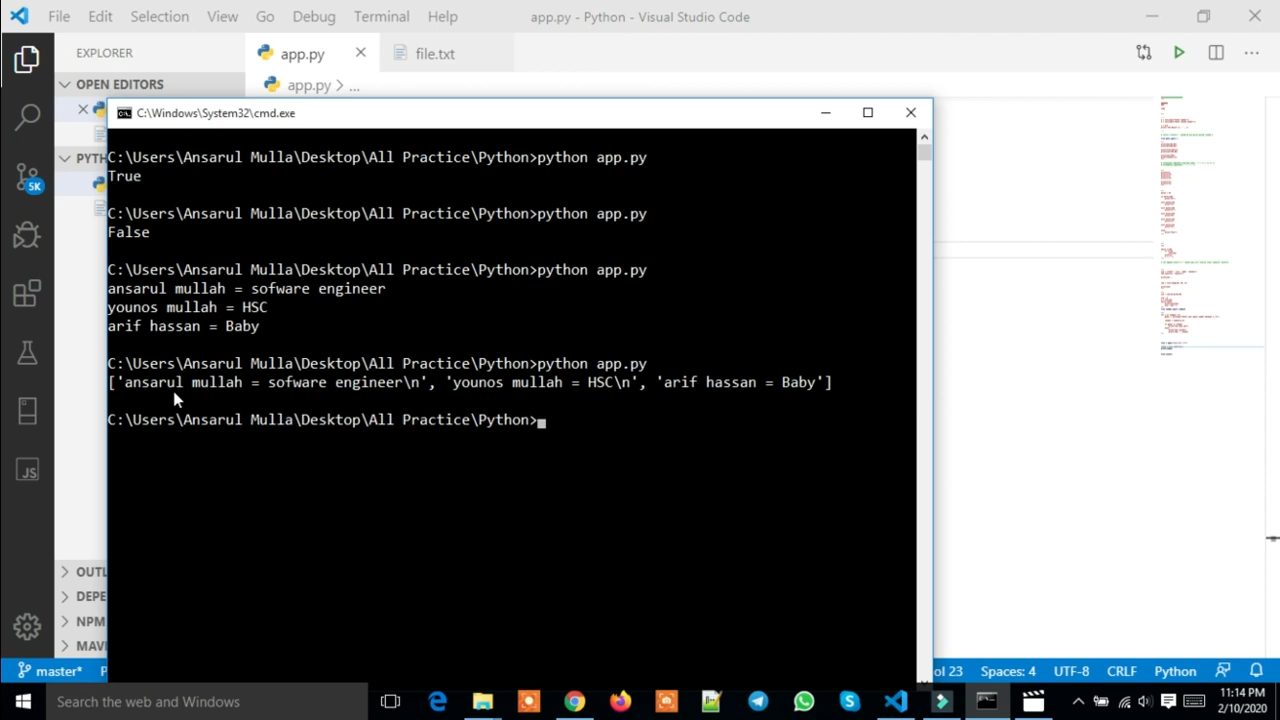 File Edit Selection View Go Debug Terminal Help app.py - Python - Visual Studio Code
EXPLORER app.py file.txt
OPEN EDITORS app.py > ...
C:\Windows\System32\cmd.exe
PYTH
5K
C:\Users\Ansarul Mulla\Desktop\All Practice\Python>python app.py
True
C:\Users\Ansarul Mulla\Desktop\All Practice\Python>python app.py
False
C:\Users\Ansarul Mulla\Desktop\All Practice\Python>python app.py
ansarul mullah = sofware engineer
yeanos mullah = HSC
arif hassan = Baby
C:\Users\Ansarul Mulla\Desktop\All Practice\Python>python app.py
['ansarul mullah = sofware engineer\n', 'yeanos mullah = HSC\n', 'arif hassan = Baby']
C:\Users\Ansarul Mulla\Desktop\All Practice\Python>
JS
OUTL
DEPE
NPM
MAVE
master* ol 23 Spaces: 4 UTF-8 CRLF Python
Search the web and Windows
11:14 PM
2/10/2020